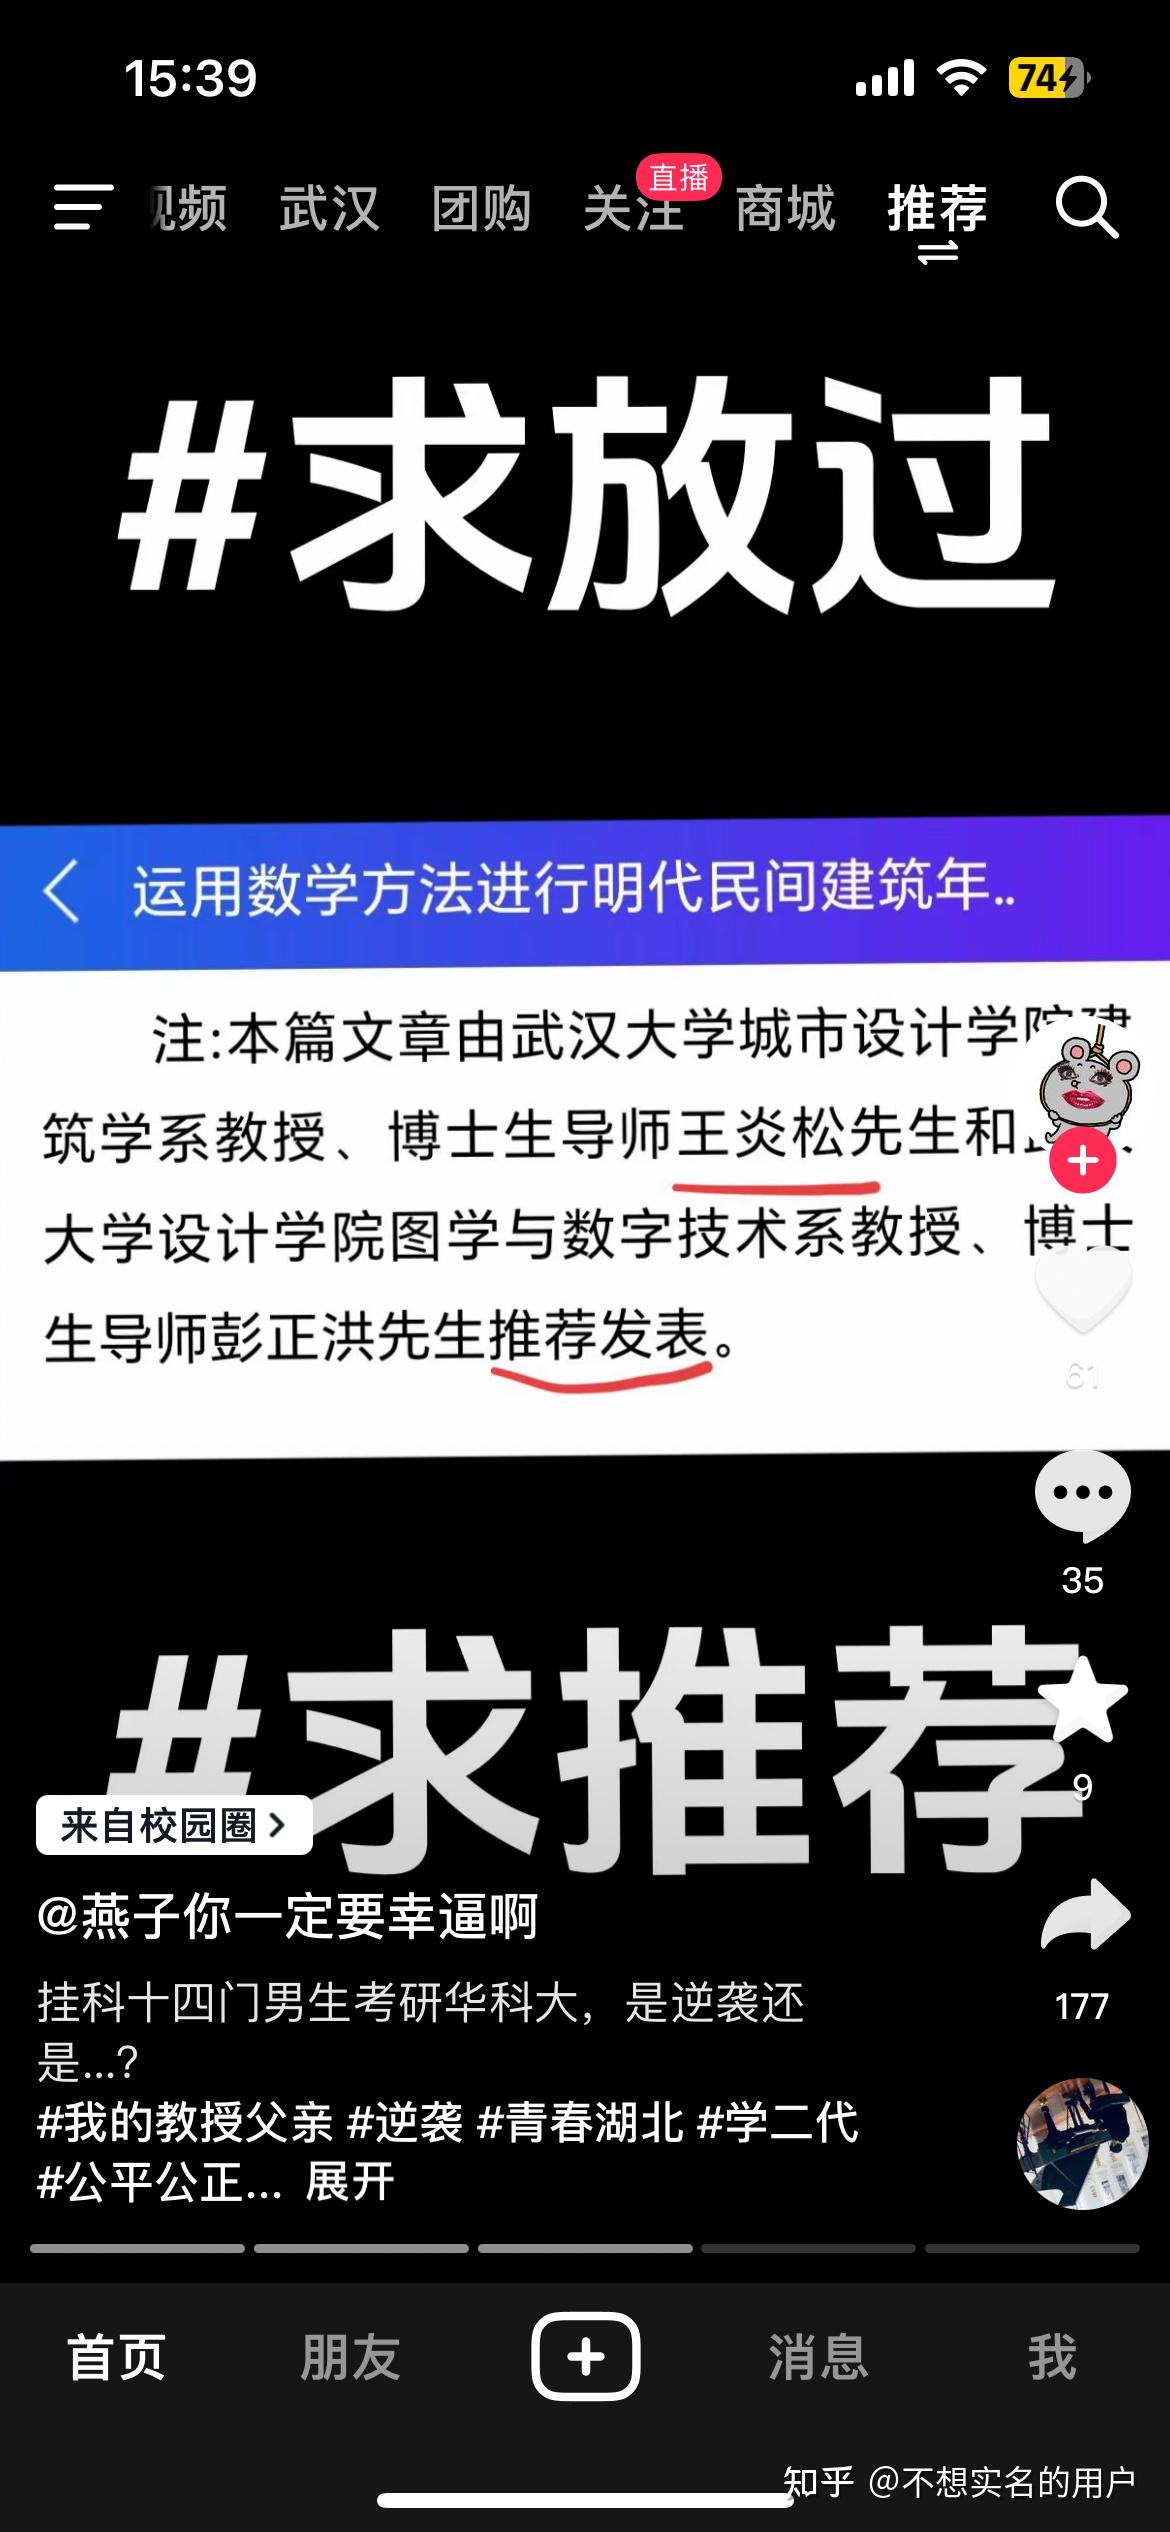 15:39
74
直播
视频 武汉 团购 关注 商城 推荐
#求放过
运用数学方法进行明代民间建筑年..
注:本篇文章由武汉大学城市设计学院建
筑学系教授、博士生导师王炎松先生和
大学设计学院图学与数字技术系教授、博士
生导师彭正洪先生推荐发表。
61
35
#求推荐
9
来自校园圈 >
@燕子你一定要幸逼啊
挂科十四门男生考研华科大，是逆袭还
是...?
177
#我的教授父亲 #逆袭 #青春湖北 #学二代
#公平公正... 展开
首页 朋友 消息 我
知乎 @不想实名的用户